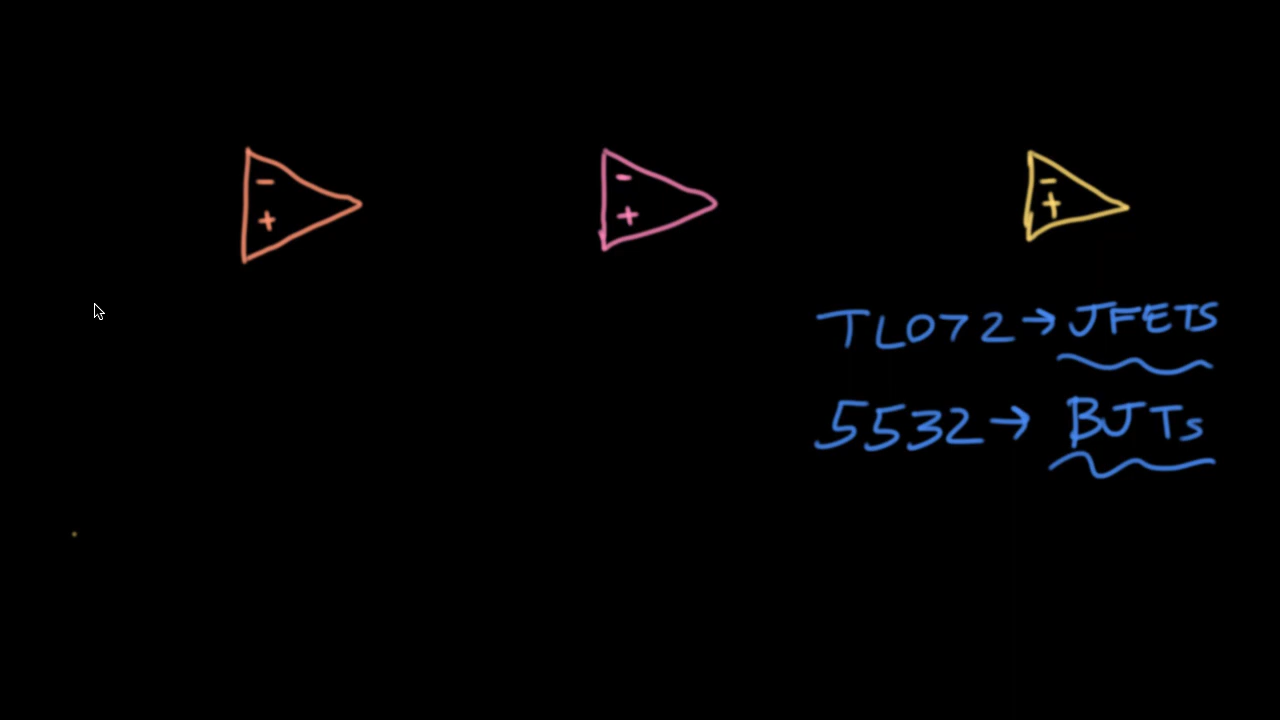 - - -
+ + +
TL072 → JFETS
5532 → BJTs